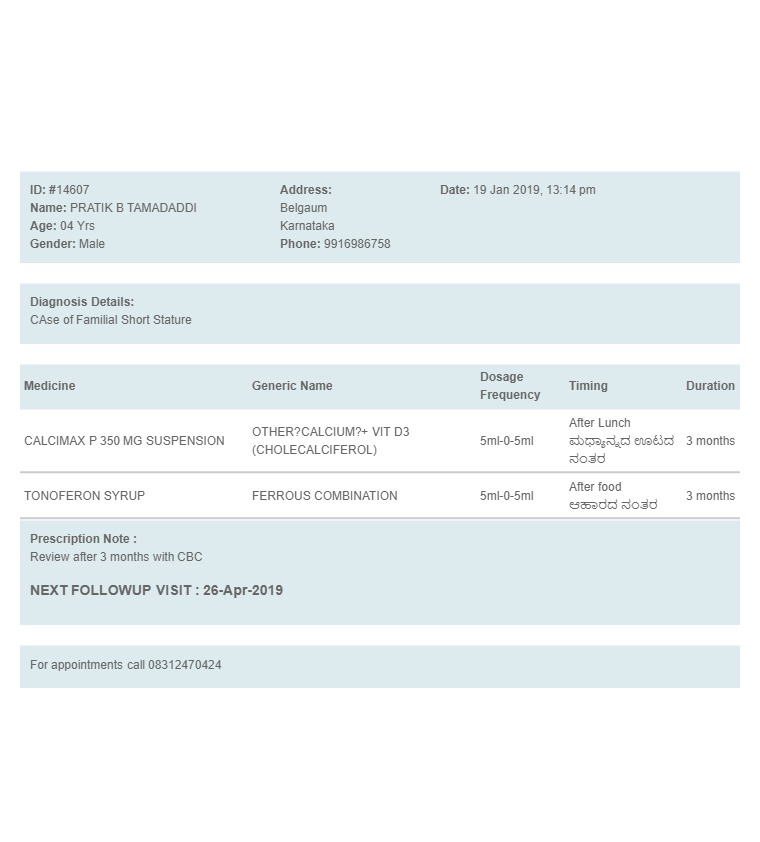 ID: #14607
Name: PRATIK B TAMADADDI
Age: 04 Yrs
Gender: Male
Address:
Belgaum
Karnataka
Phone: 9916986758
Date: 19 Jan 2019, 13:14 pm
Diagnosis Details:
CAse of Familial Short Stature
Medicine Generic Name Dosage Frequency Timing Duration
CALCIMAX P 350 MG SUSPENSION
OTHER?CALCIUM?+ VIT D3
(CHOLECALCIFEROL)
5ml-0-5ml
After Lunch
ಮಧ್ಯಾನ್ನದ ಊಟದ
ನಂತರ
3 months
TONOFERON SYRUP
FERROUS COMBINATION
5ml-0-5ml
After food
ಆಹಾರದ ನಂತರ
3 months
Prescription Note :
Review after 3 months with CBC
NEXT FOLLOWUP VISIT : 26-Apr-2019
For appointments call 08312470424